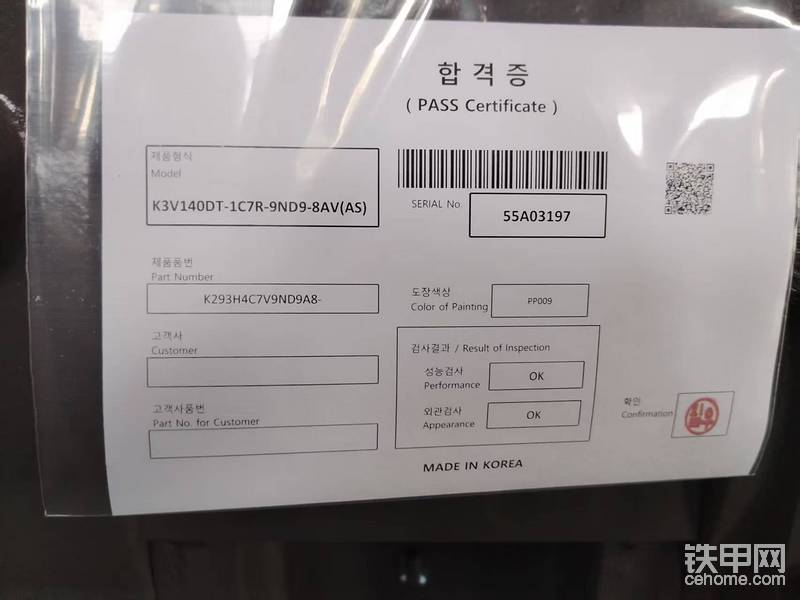 합격증
( PASS Certificate )
제품형식
Model
K3V140DT-1C7R-9ND9-8AV(AS)
SERIAL No.
55A03197
제품품번
Part Number
K293H4C7V9ND9A8-
도장색상
Color of Painting
PP009
고객사
Customer
검사결과 / Result of Inspection
성능검사
Performance
OK
고객사품번
Part No. for Customer
외관검사
Appearance
OK
확인
Confirmation
MADE IN KOREA
铁甲网
cehome.com